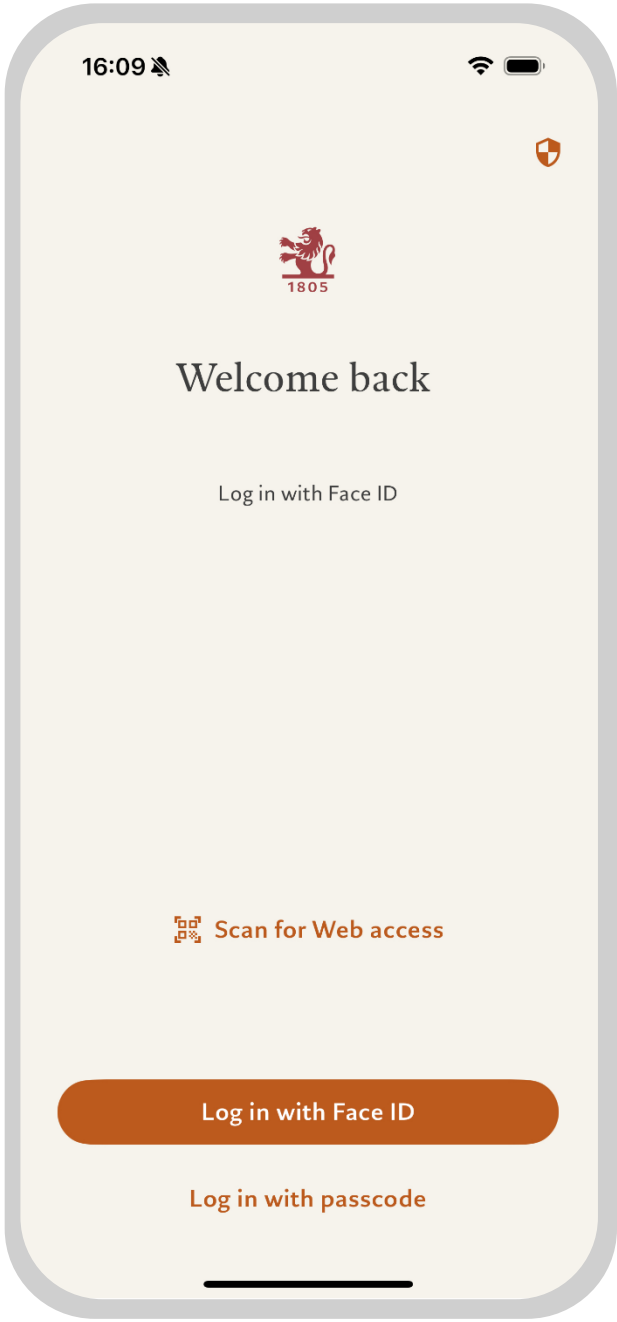 16:09
1805
Welcome back
Log in with Face ID
Scan for Web access
Log in with Face ID
Log in with passcode